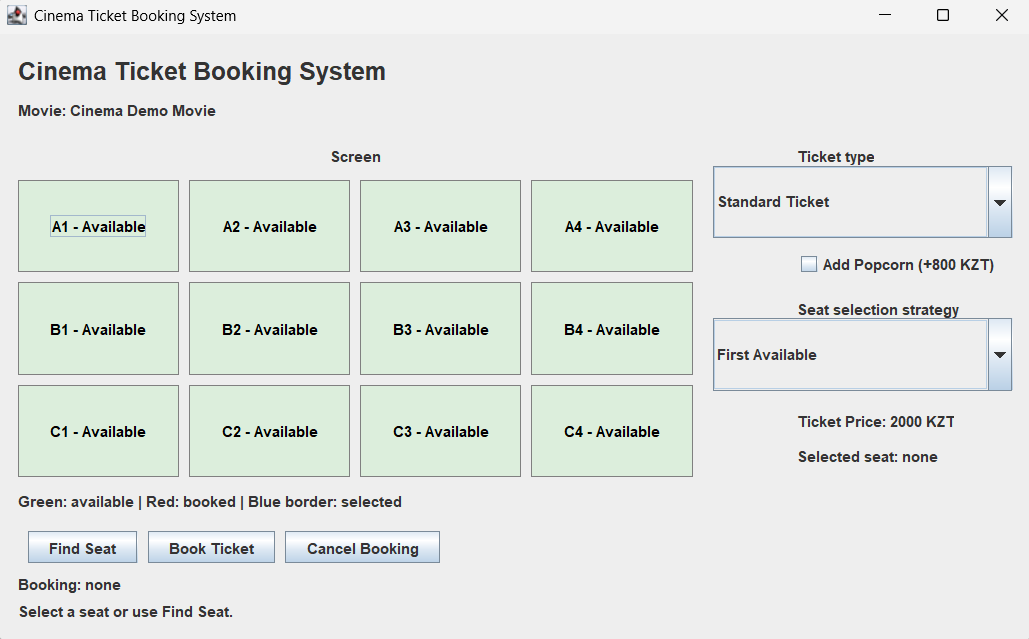 Cinema Ticket Booking System
Cinema Ticket Booking System
Movie: Cinema Demo Movie
Screen
A1 - Available
A2 - Available
A3 - Available
A4 - Available
B1 - Available
B2 - Available
B3 - Available
B4 - Available
C1 - Available
C2 - Available
C3 - Available
C4 - Available
Green: available | Red: booked | Blue border: selected
Ticket type
Standard Ticket
Add Popcorn (+800 KZT)
Seat selection strategy
First Available
Ticket Price: 2000 KZT
Selected seat: none
Find Seat
Book Ticket
Cancel Booking
Booking: none
Select a seat or use Find Seat.